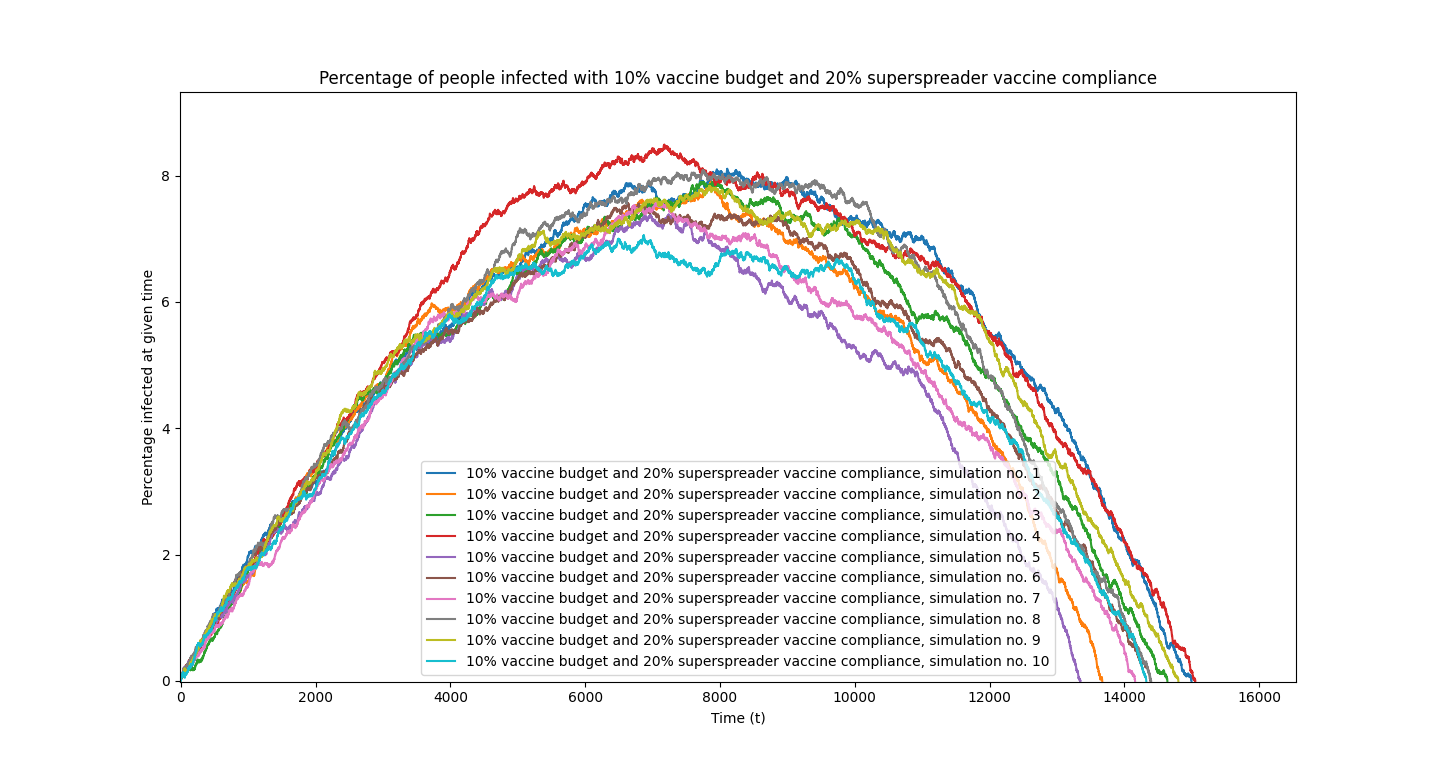 Percentage of people infected with 10% vaccine budget and 20% superspreader vaccine compliance
Percentage infected at given time
8
6
4
2
0
10% vaccine budget and 20% superspreader vaccine compliance, simulation no. 1
10% vaccine budget and 20% superspreader vaccine compliance, simulation no. 2
10% vaccine budget and 20% superspreader vaccine compliance, simulation no. 3
10% vaccine budget and 20% superspreader vaccine compliance, simulation no. 4
10% vaccine budget and 20% superspreader vaccine compliance, simulation no. 5
10% vaccine budget and 20% superspreader vaccine compliance, simulation no. 6
10% vaccine budget and 20% superspreader vaccine compliance, simulation no. 7
10% vaccine budget and 20% superspreader vaccine compliance, simulation no. 8
10% vaccine budget and 20% superspreader vaccine compliance, simulation no. 9
10% vaccine budget and 20% superspreader vaccine compliance, simulation no. 10
0 2000 4000 6000 8000 10000 12000 14000 16000
Time (t)